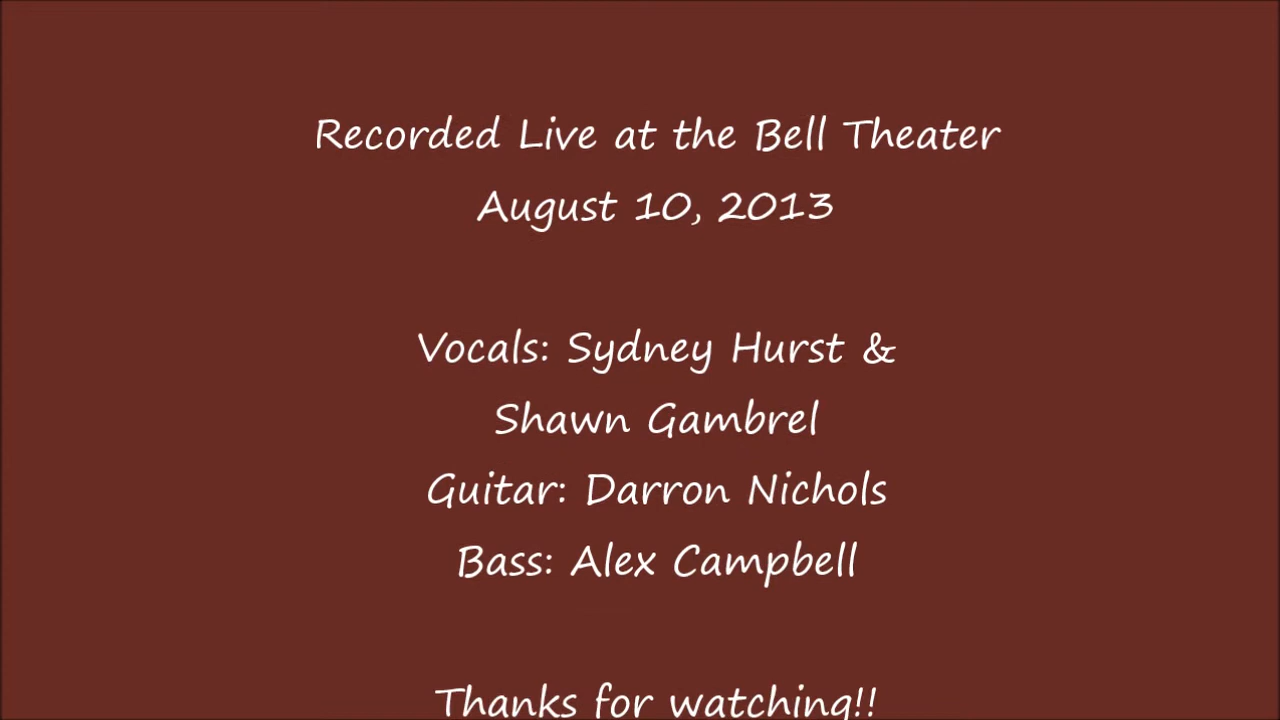 Recorded Live at the Bell Theater
August 10, 2013
Vocals: Sydney Hurst &
Shawn Gambrel
Guitar: Darron Nichols
Bass: Alex Campbell
Thanks for watching!!